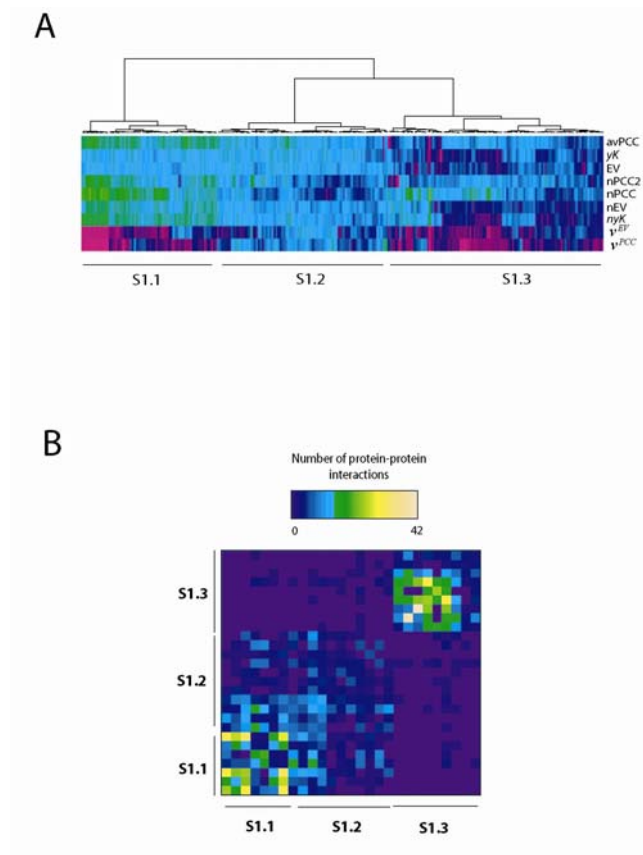 A
avPCC
yK
EV
nPCC2
nPCC
nEV
nyK
v^EV
v^PCC
S1.1 S1.2 S1.3
B
Number of protein-protein
interactions
0 42
S1.3
S1.2
S1.1
S1.1 S1.2 S1.3